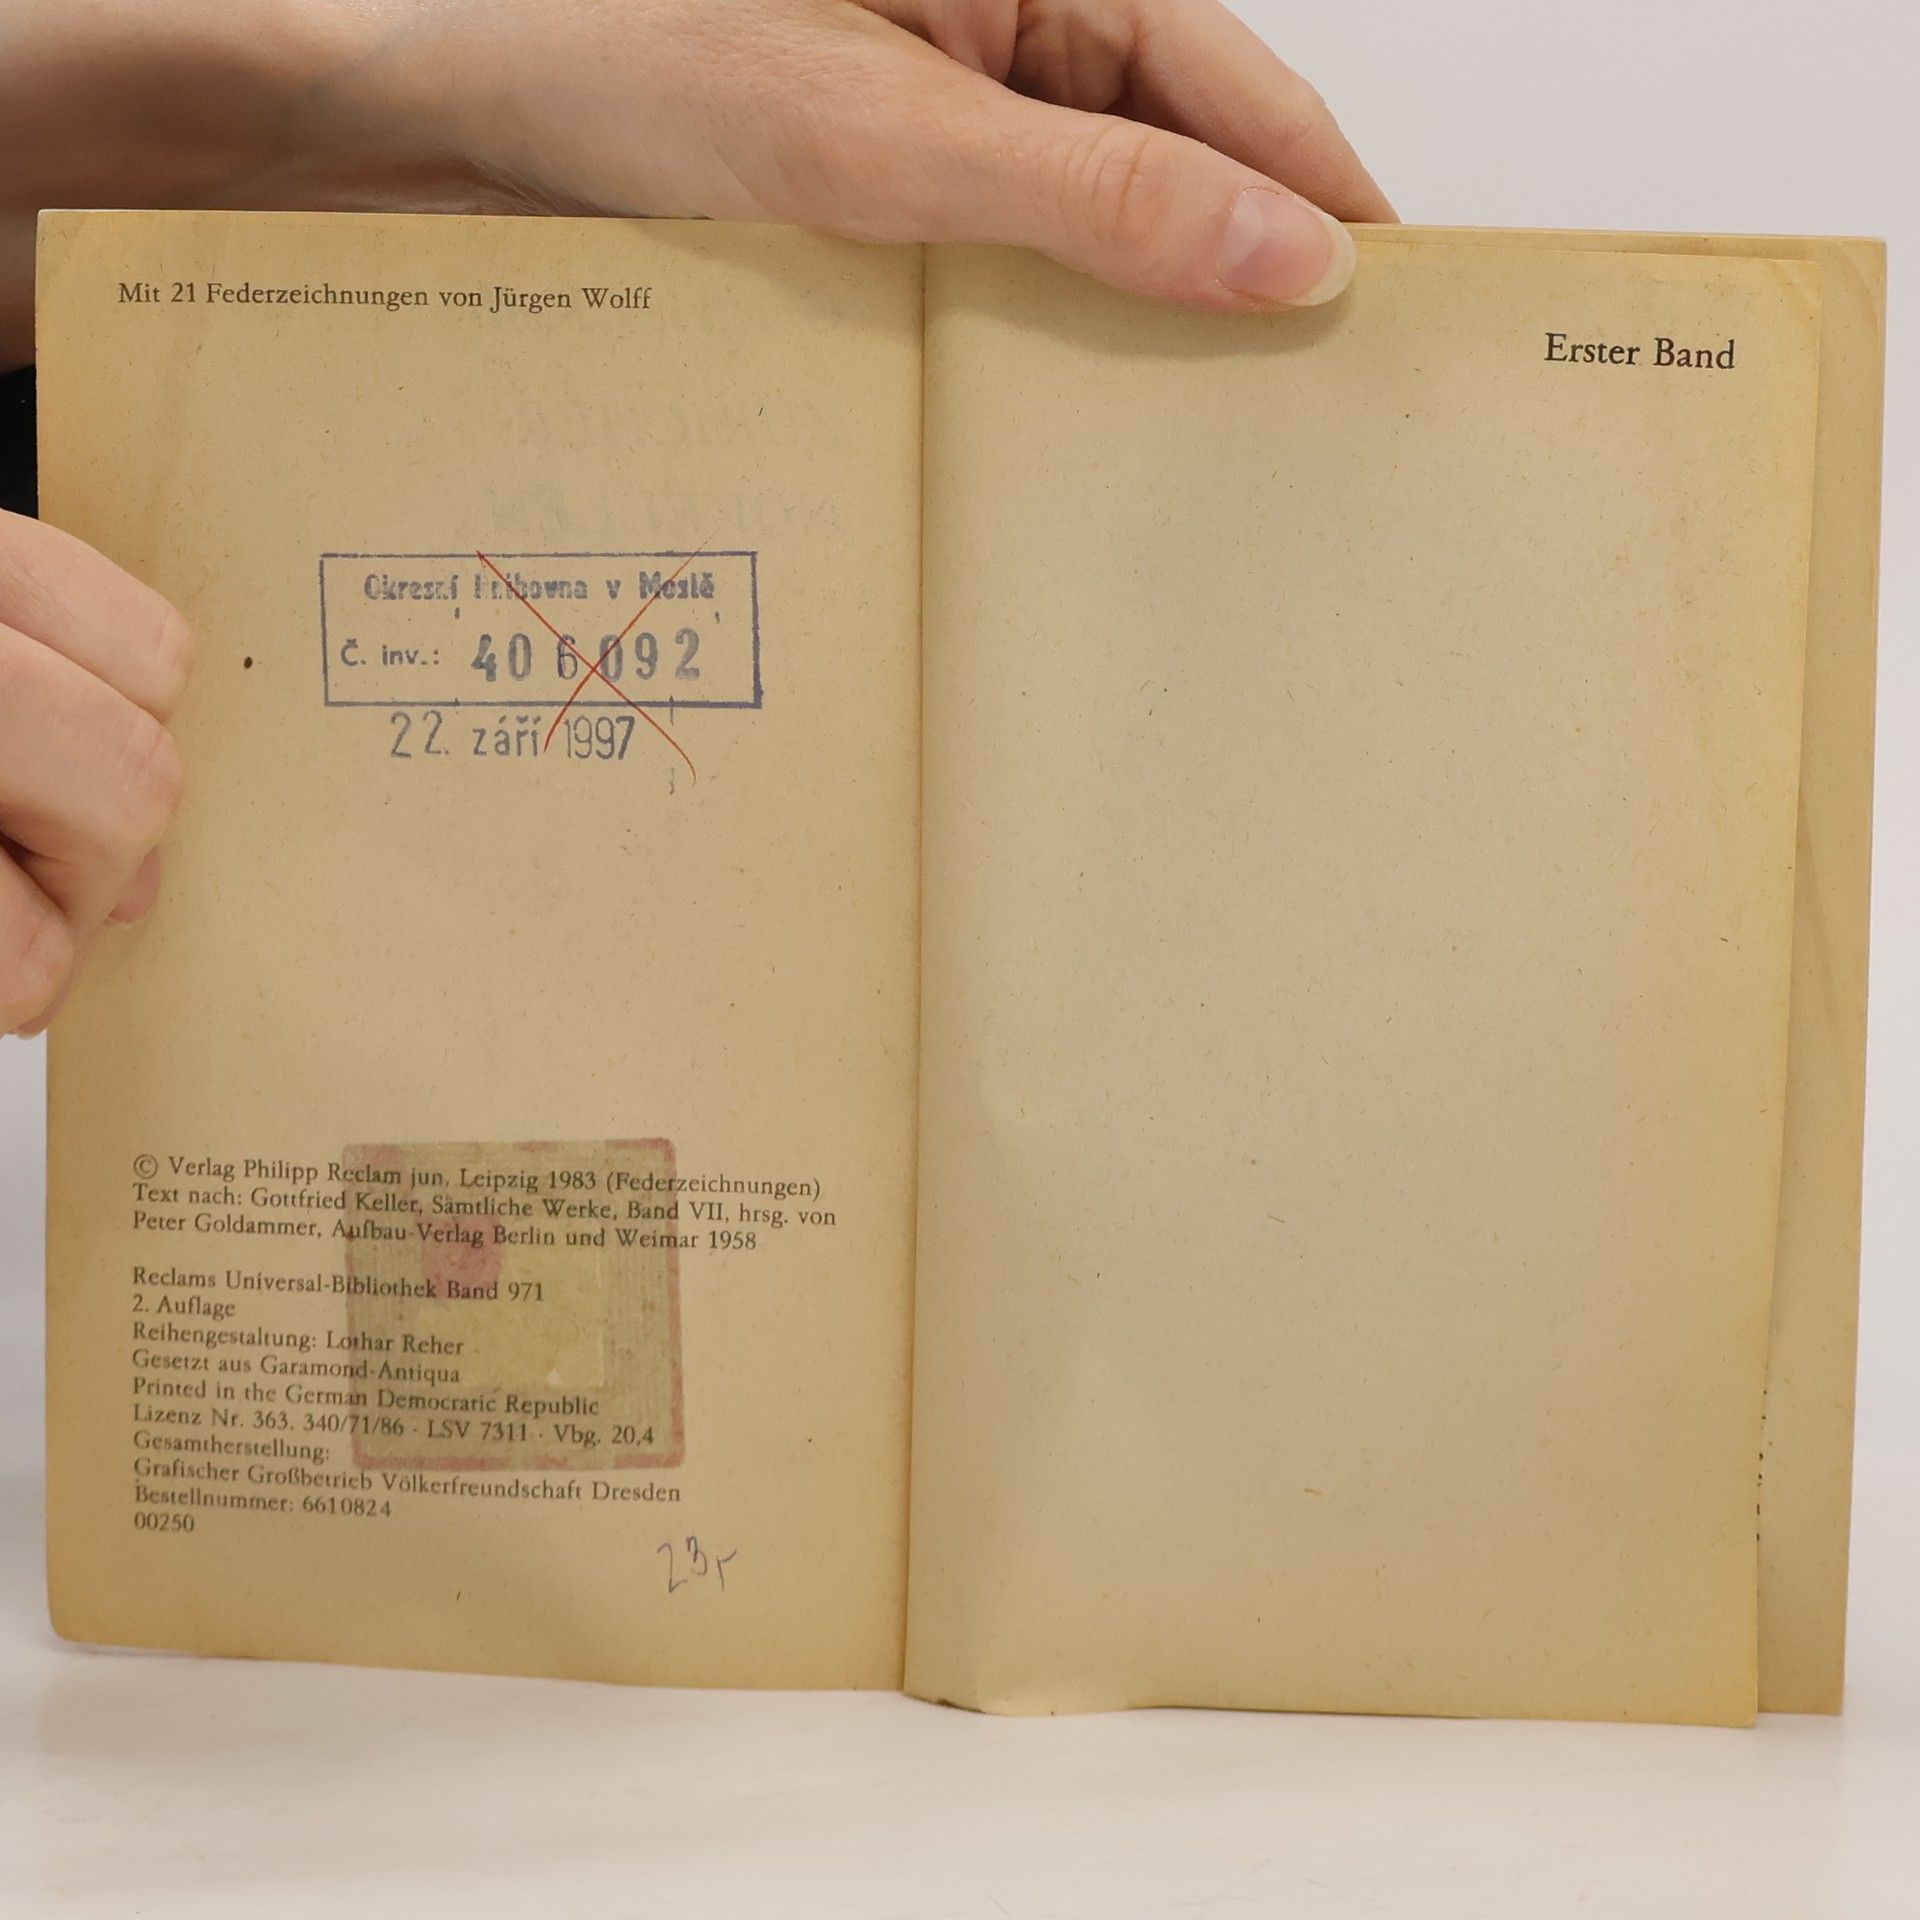 Mit 21 Federzeichnungen von Jürgen Wolff
Okresní knihovna v Mostě
Č. inv.: 406092
22. září 1997
© Verlag Philipp Reclam jun. Leipzig 1983 (Federzeichnungen)
Text nach: Gottfried Keller, Sämtliche Werke, Band VII, hrsg. von
Peter Goldammer, Aufbau-Verlag Berlin und Weimar 1958
Reclams Universal-Bibliothek Band 971
2. Auflage
Reihengestaltung: Lothar Reher
Gesetzt aus Garamond-Antiqua
Printed in the German Democratic Republic
Lizenz Nr. 363. 340/71/86 · LSV 7311 · Vbg. 20,4
Gesamtherstellung:
Grafischer Großbetrieb Völkerfreundschaft Dresden
Bestellnummer: 6610824
00250
Erster Band